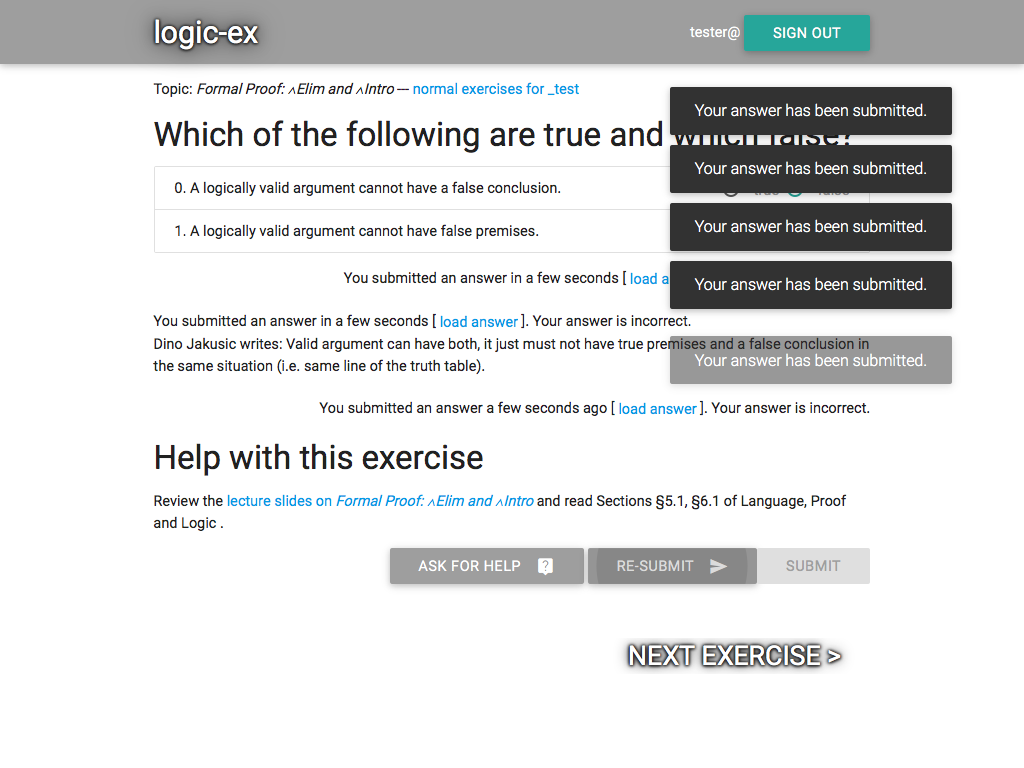 logic-ex
tester@ SIGN OUT
Topic: Formal Proof: ∧Elim and ∧Intro — normal exercises for _test
Which of the following are true and which false?
0. A logically valid argument cannot have a false conclusion.
true false
1. A logically valid argument cannot have false premises.
Your answer has been submitted.
Your answer has been submitted.
Your answer has been submitted.
Your answer has been submitted.
Your answer has been submitted.
You submitted an answer in a few seconds [ load a
You submitted an answer in a few seconds [ load answer ]. Your answer is incorrect.
Dino Jakusic writes: Valid argument can have both, it just must not have true premises and a false conclusion in
the same situation (i.e. same line of the truth table).
You submitted an answer a few seconds ago [ load answer ]. Your answer is incorrect.
Help with this exercise
Review the lecture slides on Formal Proof: ∧Elim and ∧Intro and read Sections §5.1, §6.1 of Language, Proof
and Logic .
ASK FOR HELP ? RE-SUBMIT SUBMIT
NEXT EXERCISE >